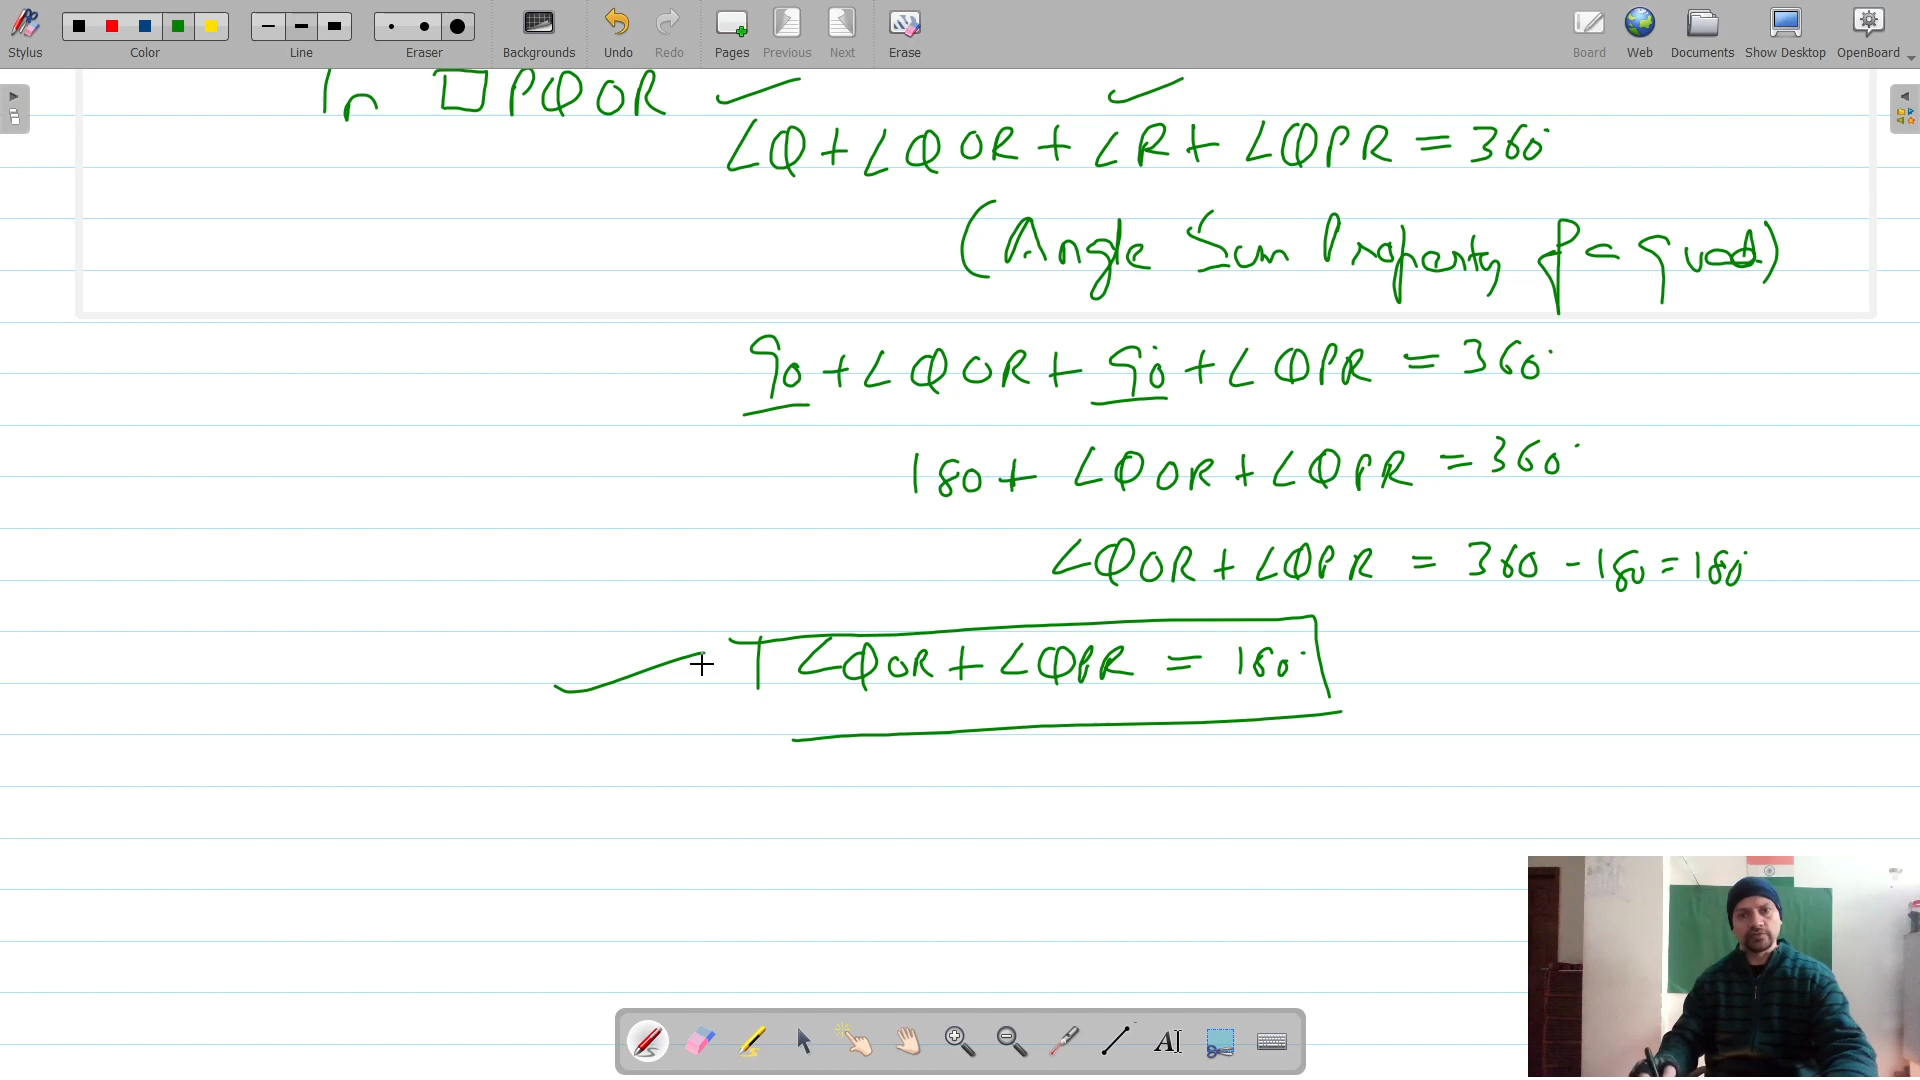 Stylus Color Line Eraser Backgrounds Undo Redo Pages Previous Next Erase Board Web Documents Show Desktop OpenBoard
In □ PQOR
∠Q + ∠QOR + ∠R + ∠QPR = 360°
(Angle Sum Property of a quad)
90 + ∠QOR + 90° + ∠QPR = 360°
180 + ∠QOR + ∠QPR = 360°
∠QOR + ∠QPR = 360 - 180 = 180°
∠QOR + ∠QPR = 180°